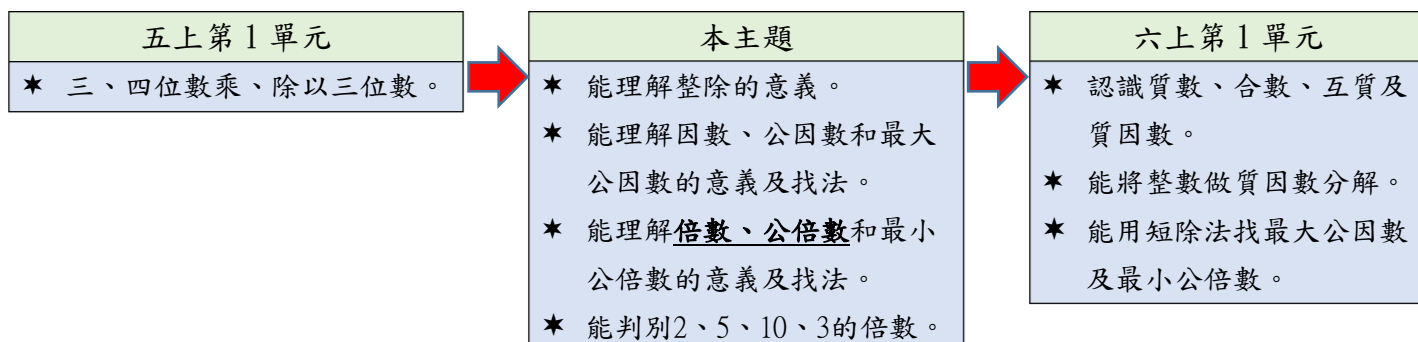 五上第1單元
★ 三、四位數乘、除以三位數。
本主題
★ 能理解整除的意義。
★ 能理解因數、公因數和最大
公因數的意義及找法。
★ 能理解倍數、公倍數和最小
公倍數的意義及找法。
★ 能判別2、5、10、3的倍數。
六上第1單元
★ 認識質數、合數、互質及
質因數。
★ 能將整數做質因數分解。
★ 能用短除法找最大公因數
及最小公倍數。